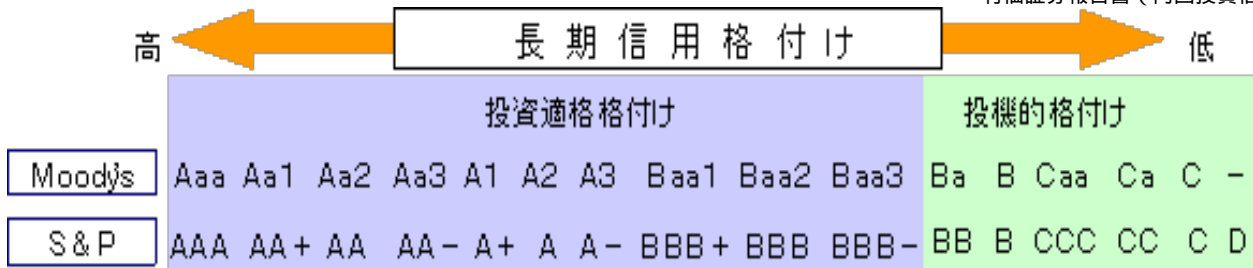 高 長期信用格付け 低
投資適格格付け 投機的格付け
Moody's Aaa Aa1 Aa2 Aa3 A1 A2 A3 Baa1 Baa2 Baa3 Ba B Caa Ca C -
S&P AAA AA+ AA AA- A+ A A- BBB+ BBB BBB- BB B CCC CC C D